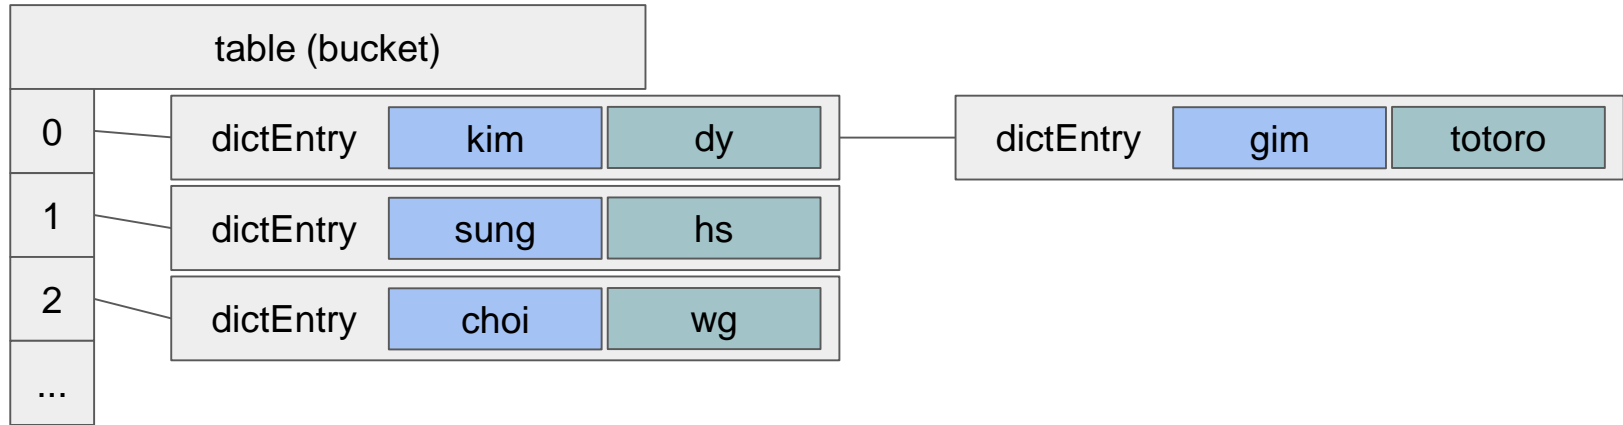 table (bucket)
0 dictEntry kim dy dictEntry gim totoro
1 dictEntry sung hs
2 dictEntry choi wg
...